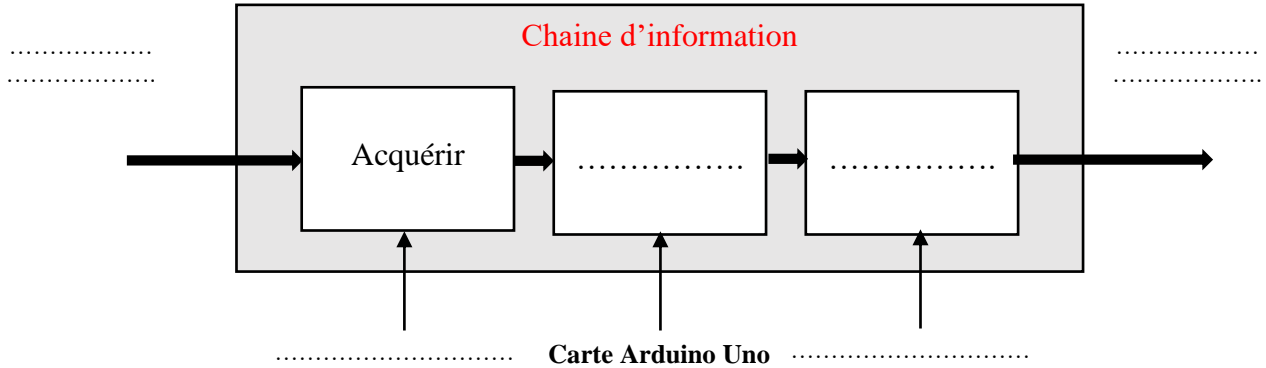 Chaine d’information
………………
……………….
………………
……………….
Acquérir
…………….
…………….
…………………………
Carte Arduino Uno
…………………………